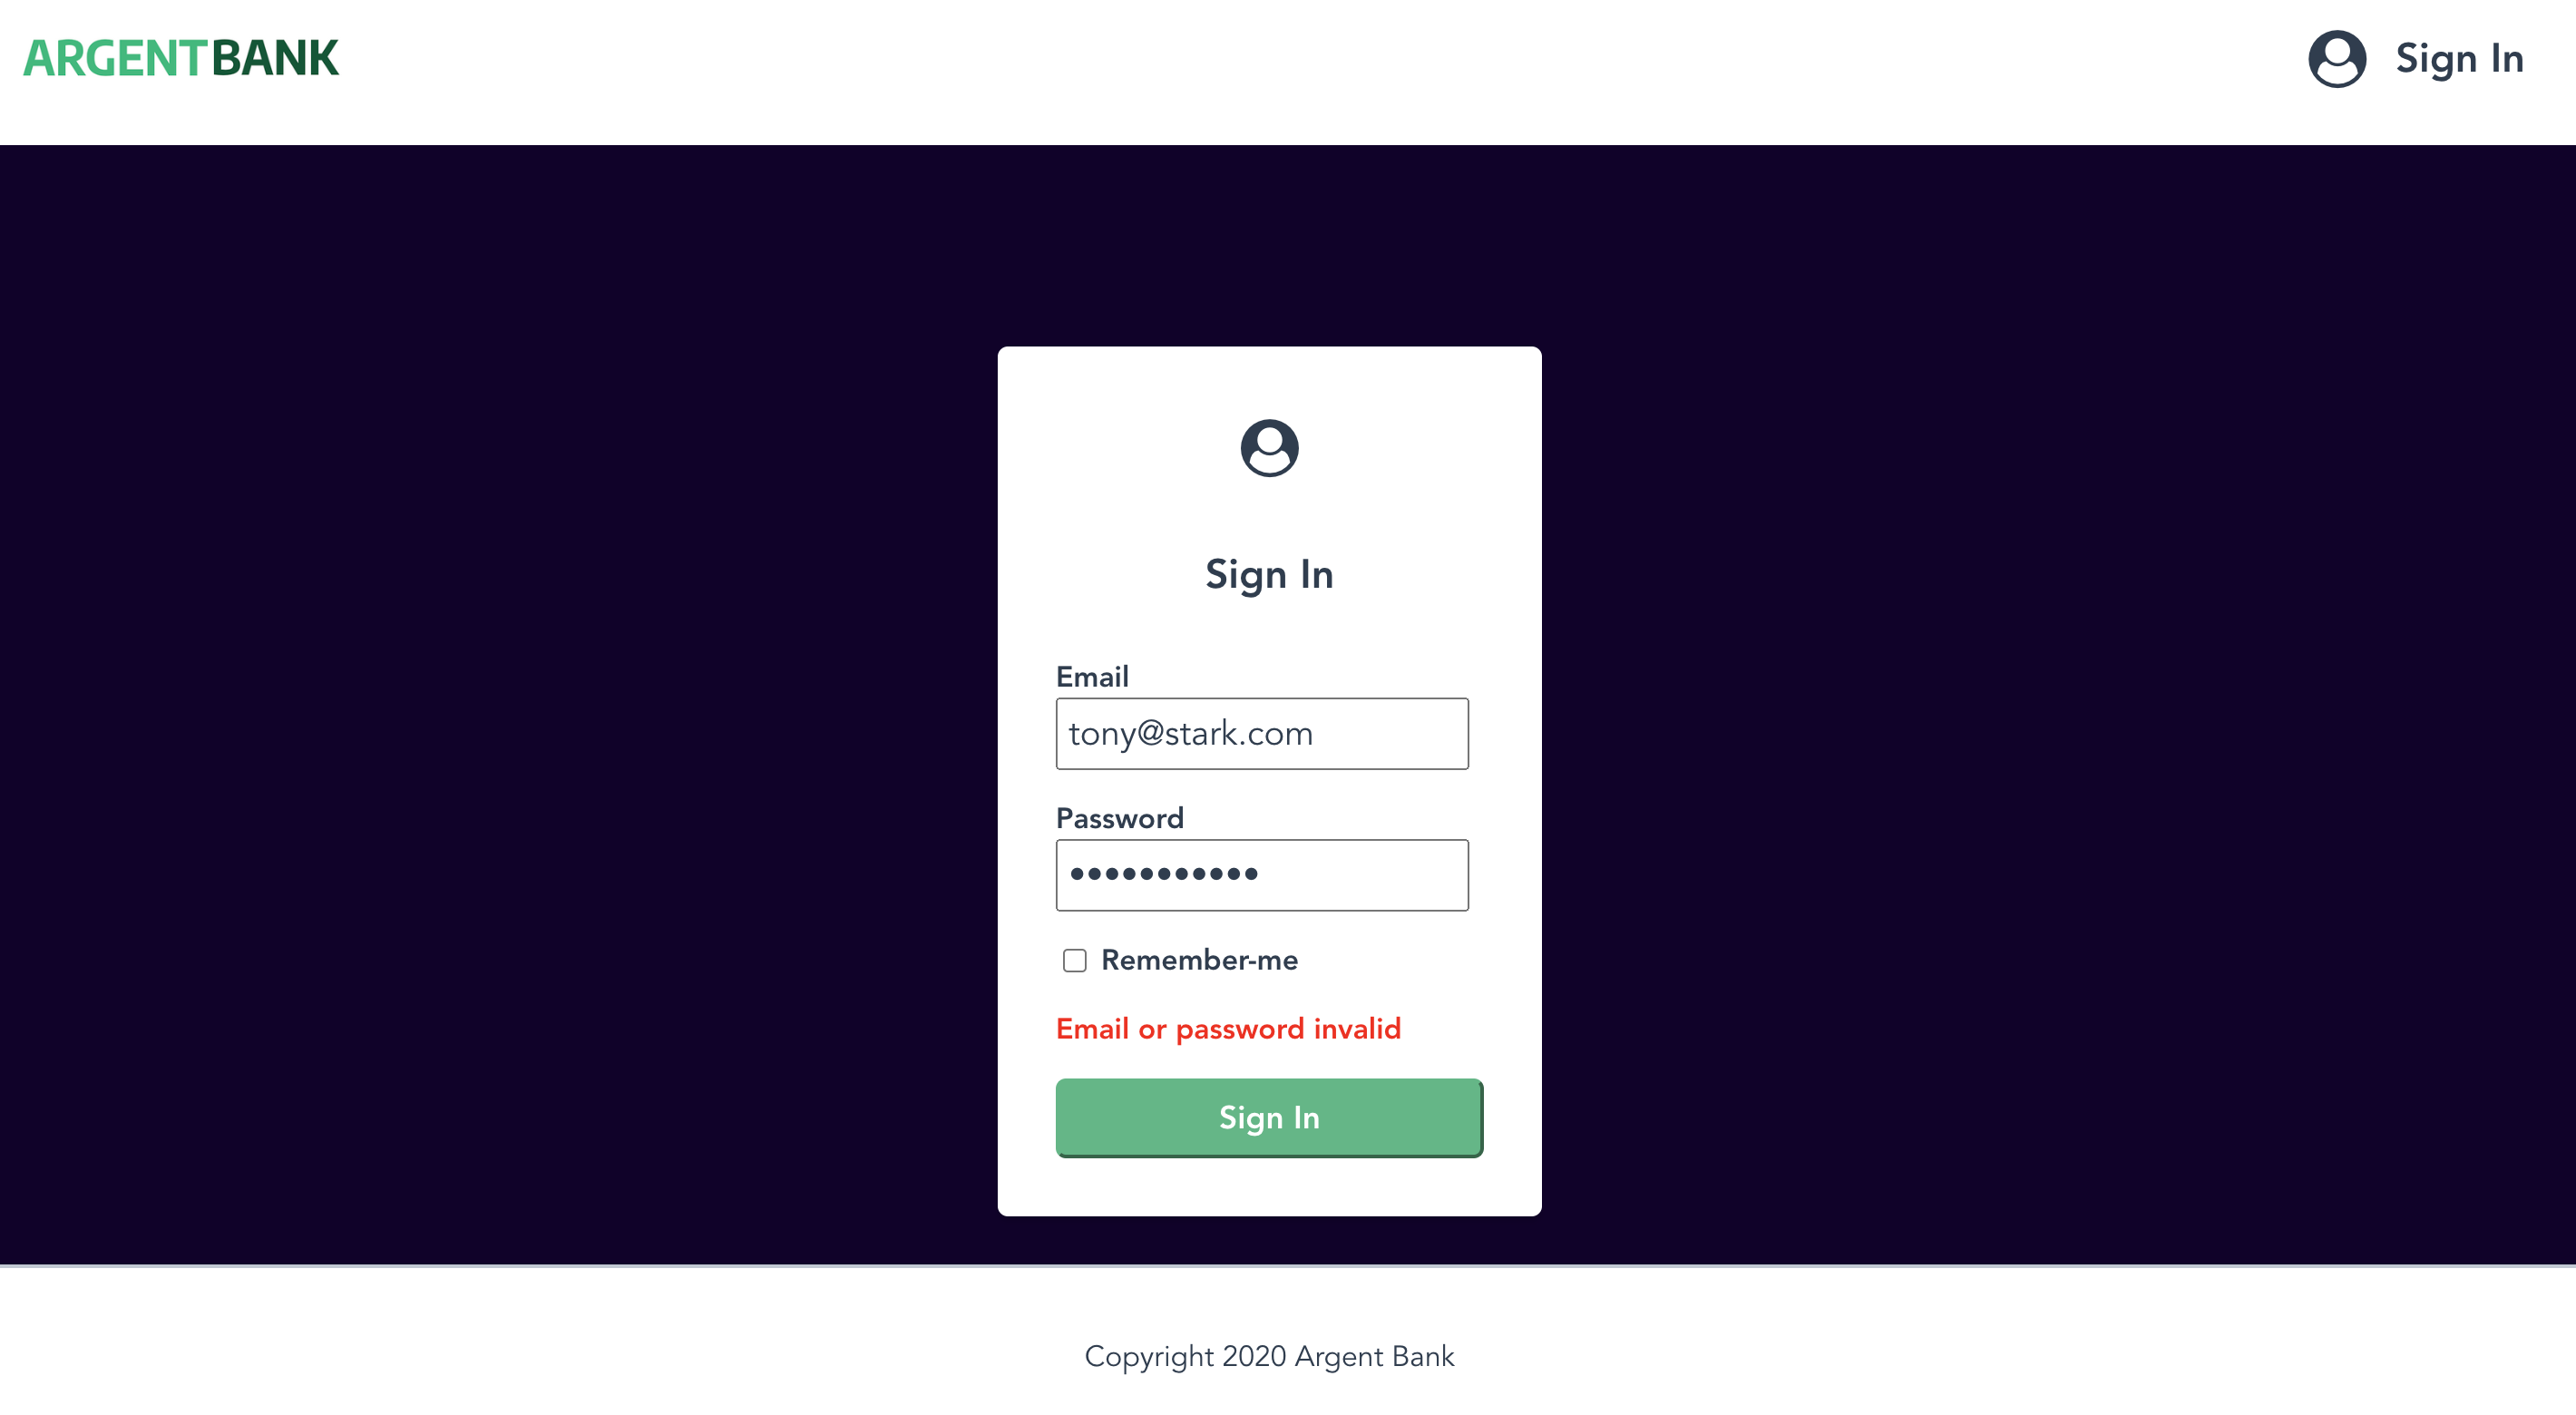 ARGENTBANK
Sign In
Sign In
Email
tony@stark.com
Password
•••••••••••
Remember-me
Email or password invalid
Sign In
Copyright 2020 Argent Bank